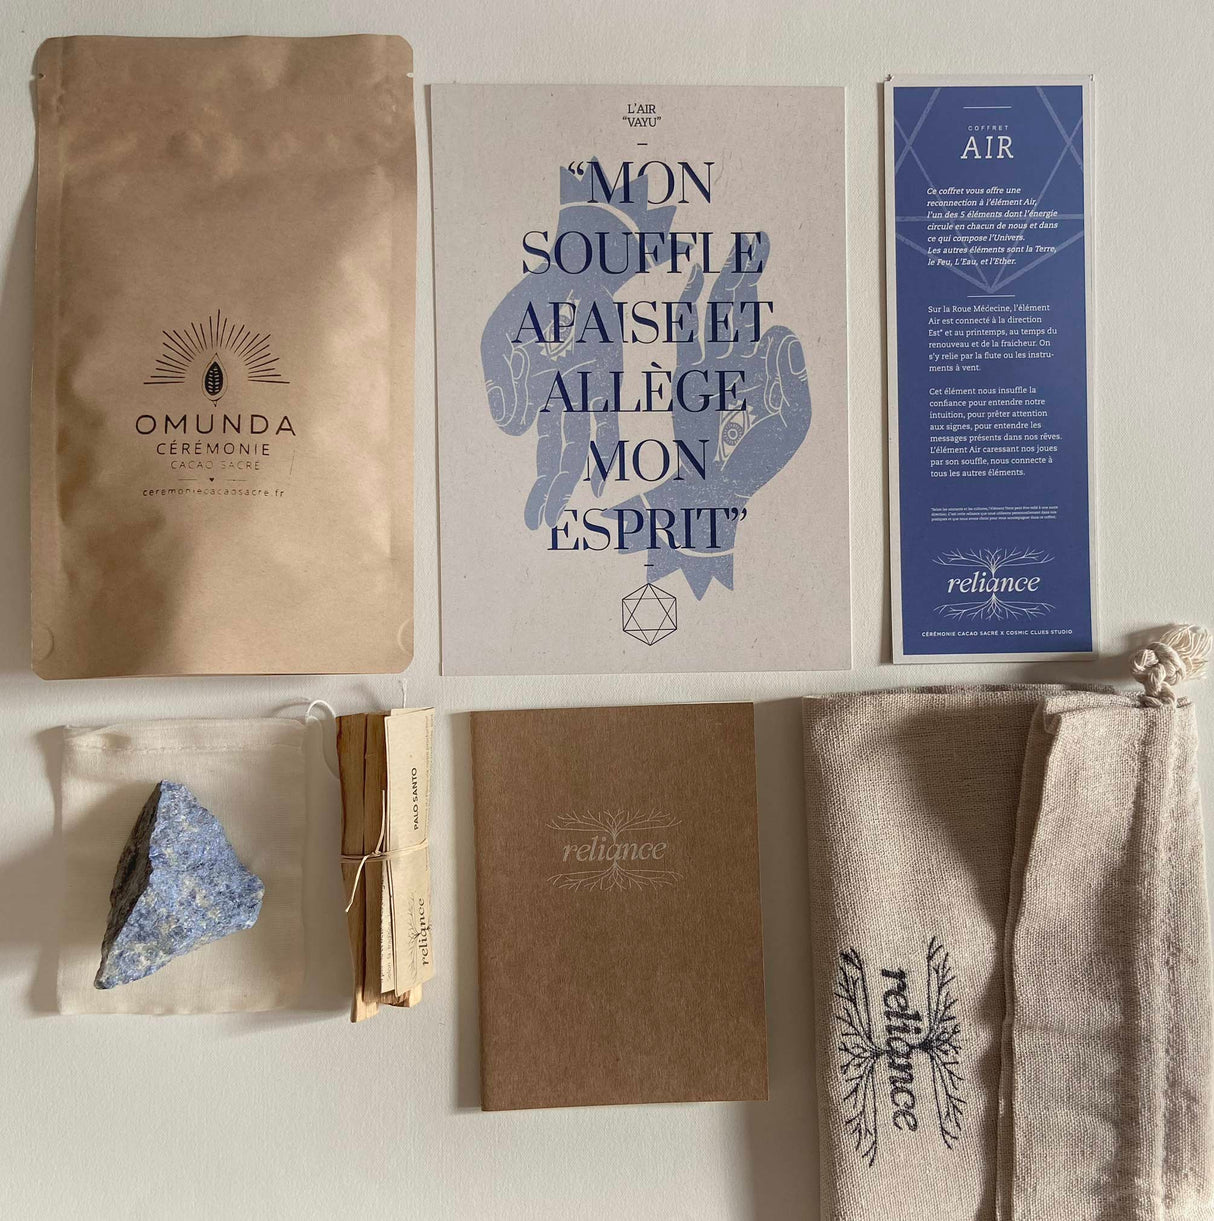 OMUNDA
CÉRÉMONIE
CACAO SACRÉ
ceremoniecacaosacre.fr
L'AIR
"VAYU"
"MON
SOUFFLE
APAISE ET
ALLÈGE
MON
ESPRIT"
COFFRET
AIR
Ce coffret vous offre une
reconnection à l'élément Air,
l'un des 5 éléments dont l'énergie
circule en chacun de nous et dans
ce qui compose l'Univers.
Les autres éléments sont la Terre,
le Feu, L'Eau, et l'Ether.
Sur la Roue Médecine, l'élément
Air est connecté à la direction
Est* et au printemps, au temps du
renouveau et de la fraicheur. On
s'y relie par la flute ou les instru-
ments à vent.
Cet élément nous insuffle la
confiance pour entendre notre
intuition, pour prêter attention
aux signes, pour entendre les
messages présents dans nos rêves.
L'élément Air caressant nos joues
par son souffle, nous connecte à
tous les autres éléments.
reliance
CÉRÉMONIE CACAO SACRÉ X COSMIC CLUES STUDIO
PALO SANTO
reliance
reliance
reliance